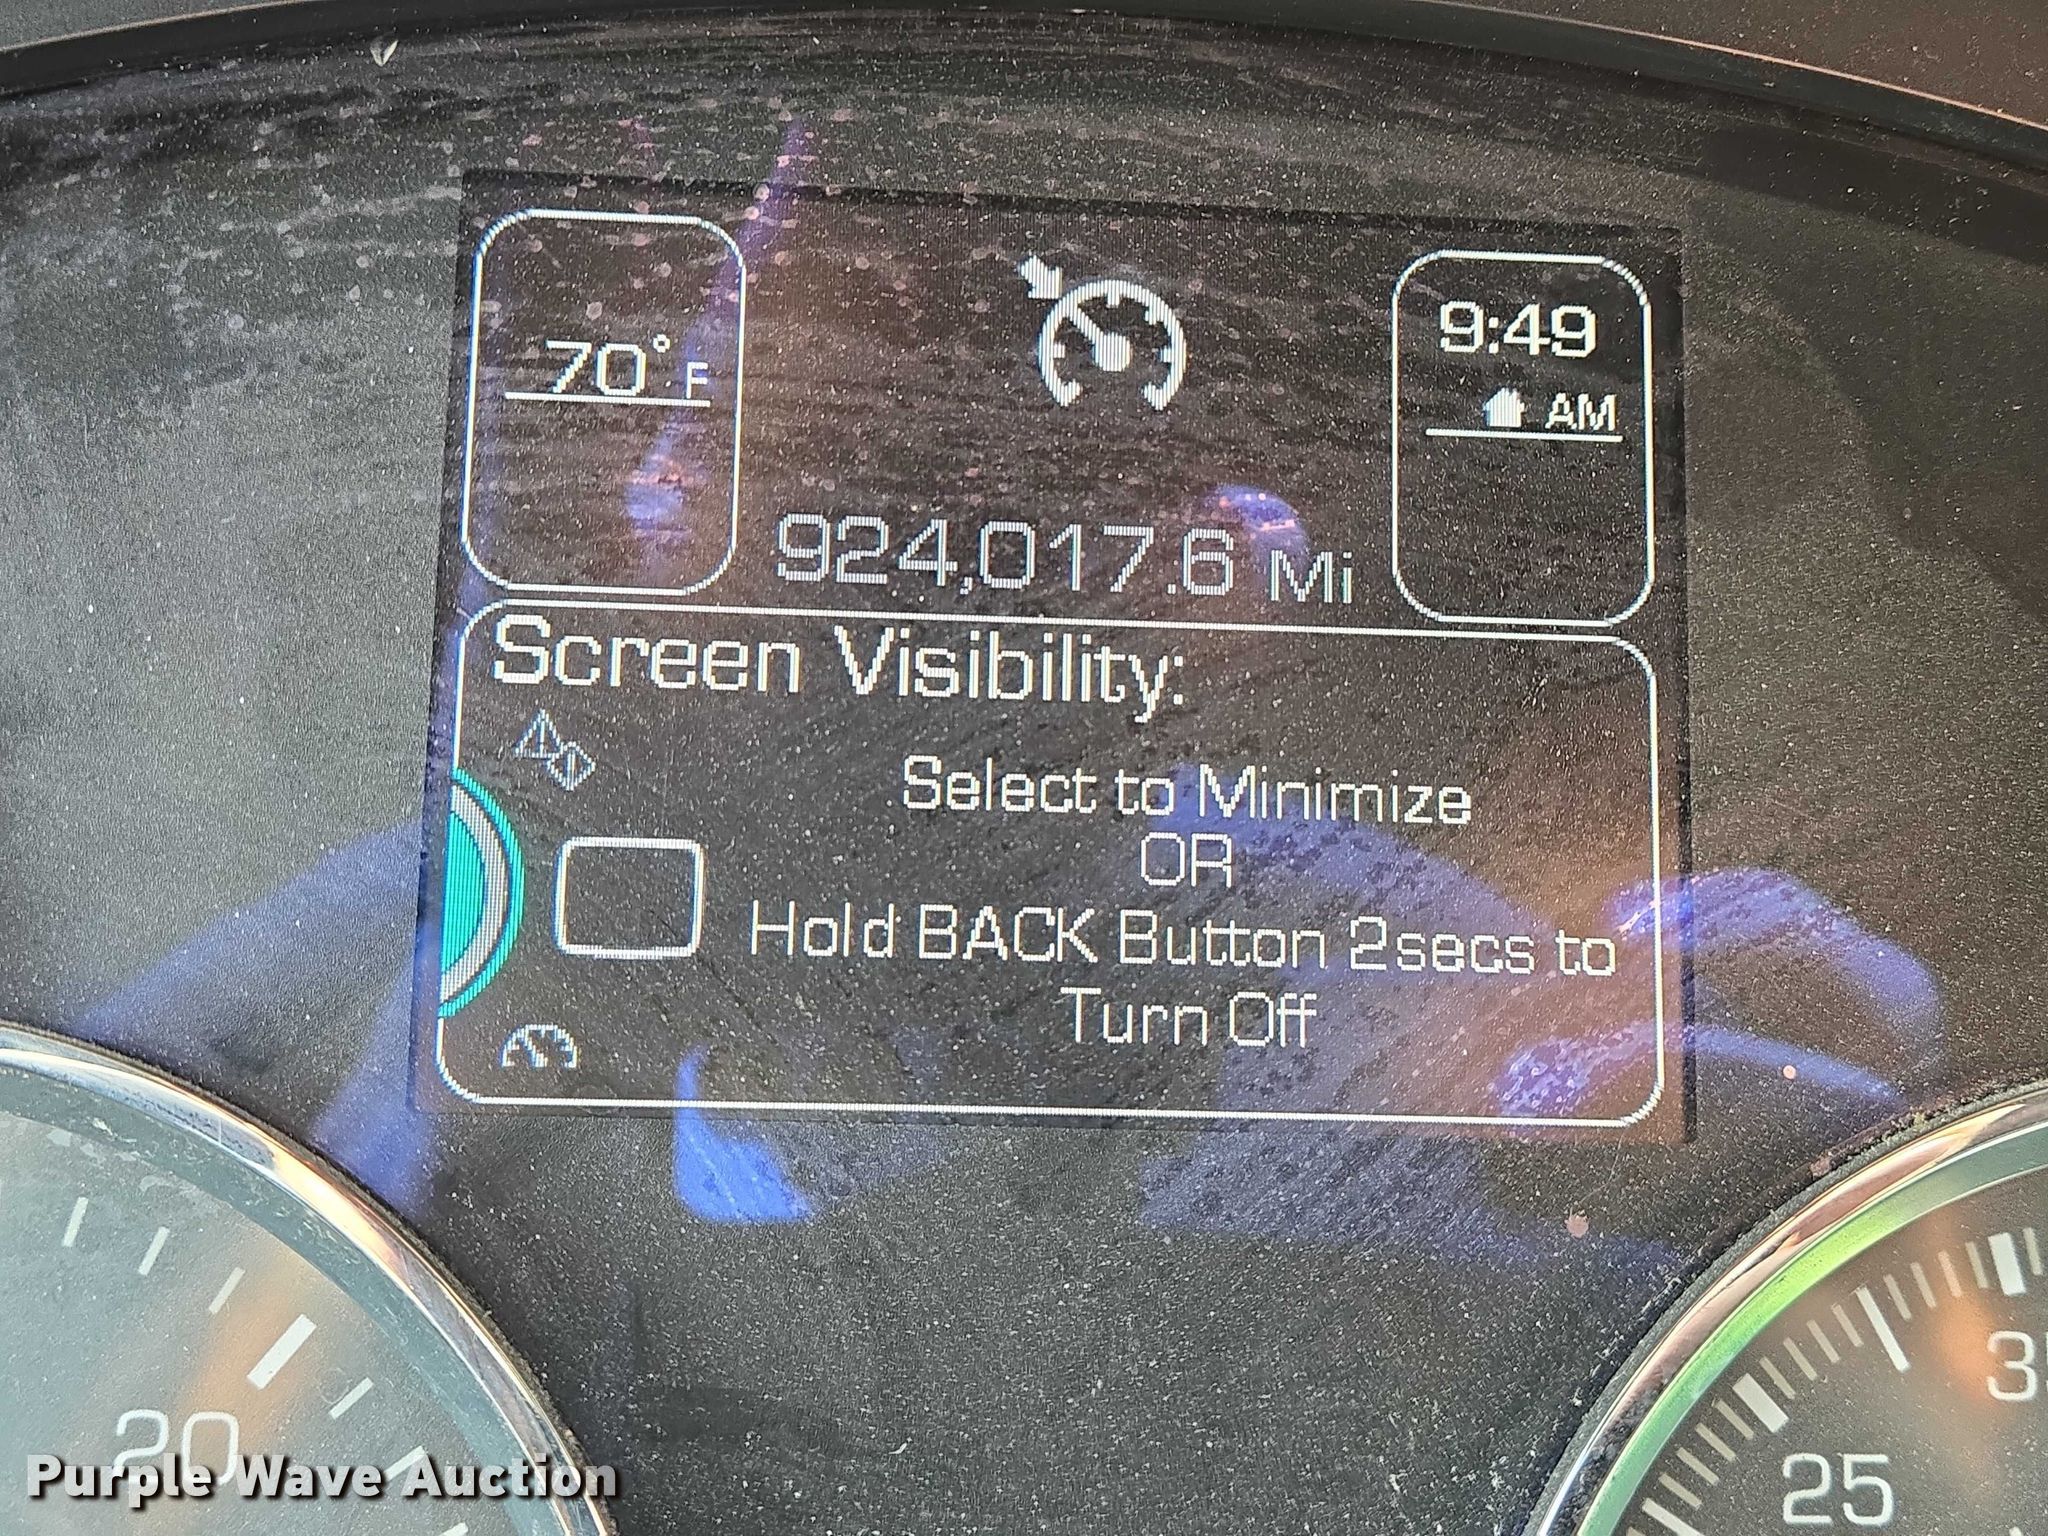 70° F
9:49
AM
924,017.6 Mi
Screen Visibility:
Select to Minimize
OR
Hold BACK Button 2secs to
Turn Off
20
25
Purple Wave Auction